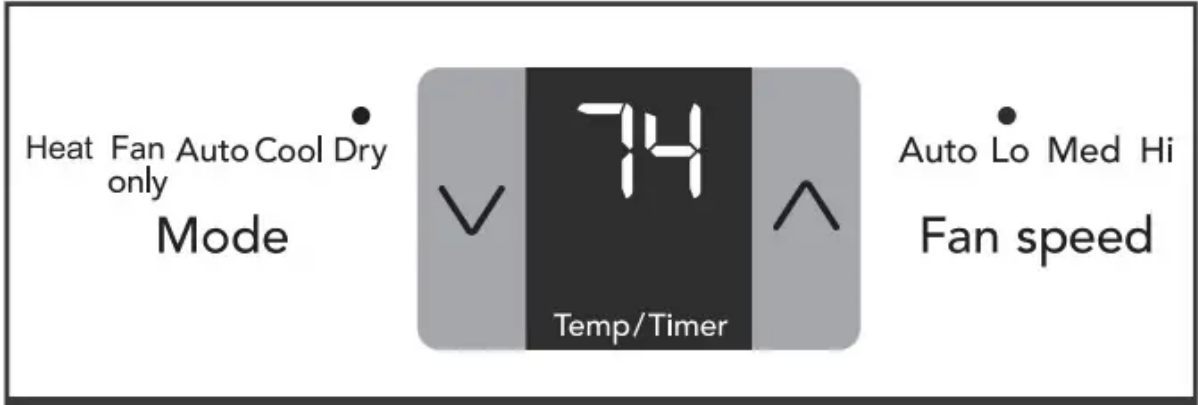 74
Heat Fan Auto Cool Dry
only
Auto Lo Med Hi
Mode
Fan speed
Temp/Timer